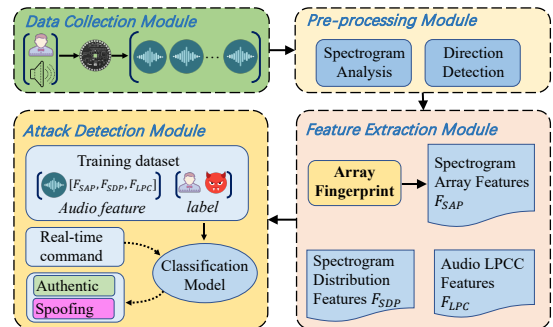 Data Collection Module
...
Pre-processing Module
Spectrogram
Analysis
Direction
Detection
Attack Detection Module
Training dataset
[F_SAP, F_SDP, F_LPC]
Audio feature
label
Real-time
command
Classification
Model
Authentic
Spoofing
Feature Extraction Module
Array
Fingerprint
Spectrogram
Array Features
F_SAP
Spectrogram
Distribution
Features F_SDP
Audio LPCC
Features
F_LPC